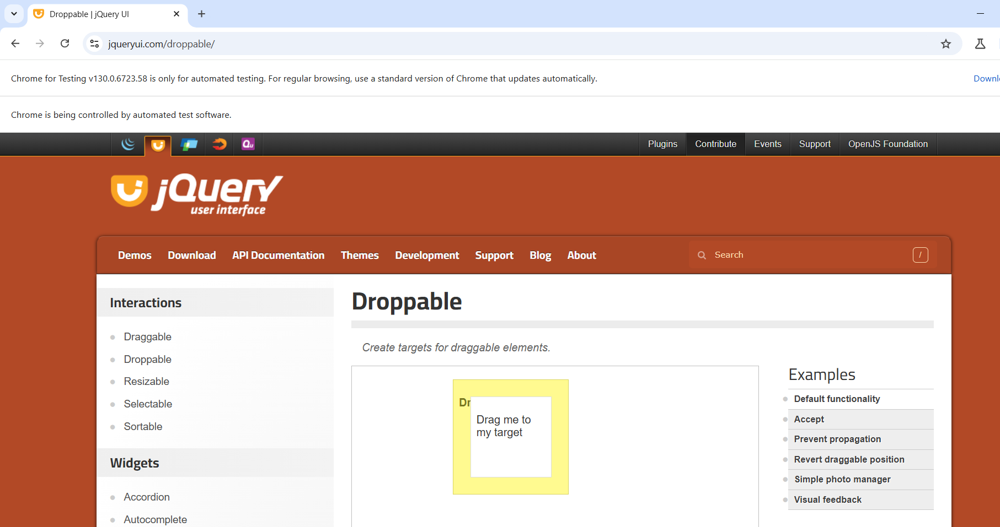 Droppable | jQuery UI
jqueryui.com/droppable/
Chrome for Testing v130.0.6723.58 is only for automated testing. For regular browsing, use a standard version of Chrome that updates automatically.
Downl
Chrome is being controlled by automated test software.
Qu
Plugins
Contribute
Events
Support
OpenJS Foundation
jQuery
user interface
Demos
Download
API Documentation
Themes
Development
Support
Blog
About
Search
/
Interactions
Draggable
Droppable
Resizable
Selectable
Sortable
Widgets
Accordion
Autocomplete
Droppable
Create targets for draggable elements.
Dr
Drag me to
my target
Examples
Default functionality
Accept
Prevent propagation
Revert draggable position
Simple photo manager
Visual feedback